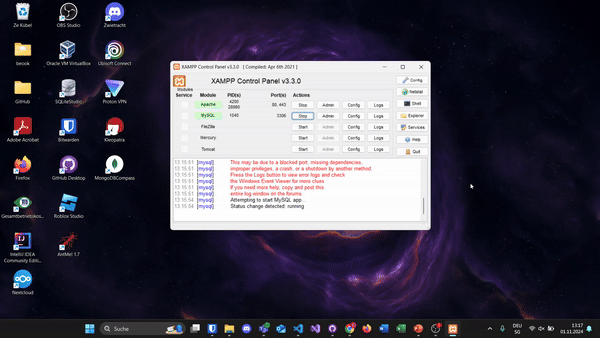 Ze Kübel
OBS Studio
Zwietracht
beook
Oracle VM VirtualBox
Ubisoft Connect
GitHub
SQLiteStudio
Proton VPN
Adobe Acrobat
Bitwarden
Kleopatra
Firefox
GitHub Desktop
MongoDBCompass
Gesamtbetriebskos...
Roblox Studio
IntelliJ IDEA
Community Editi...
AntMe! 1.7
Nextcloud
XAMPP Control Panel v3.3.0 [ Compiled: Apr 6th 2021 ]
XAMPP Control Panel v3.3.0
Config
Modules
Service Module PID(s) Port(s) Actions
Netstat
Apache 80, 443 Stop Admin Config Logs
Shell
MySQL 1040 3306 Stop Admin Config Logs
Explorer
FileZilla Start Admin Config Logs
Services
Mercury Start Admin Config Logs
Help
Tomcat Start Admin Config Logs
Quit
13:15:51 [mysql] This may be due to a blocked port, missing dependencies,
13:15:51 [mysql] improper privileges, a crash, or a shutdown by another method.
13:15:51 [mysql] Press the Logs button to view error logs and check
13:15:51 [mysql] the Windows Event Viewer for more clues
13:15:51 [mysql] If you need more help, copy and post this
13:15:51 [mysql] entire log window on the forums
13:15:54 [mysql] Attempting to start MySQL app...
13:15:54 [mysql] Status change detected: running
Suche
DEU
SG
13:17
01.11.2024